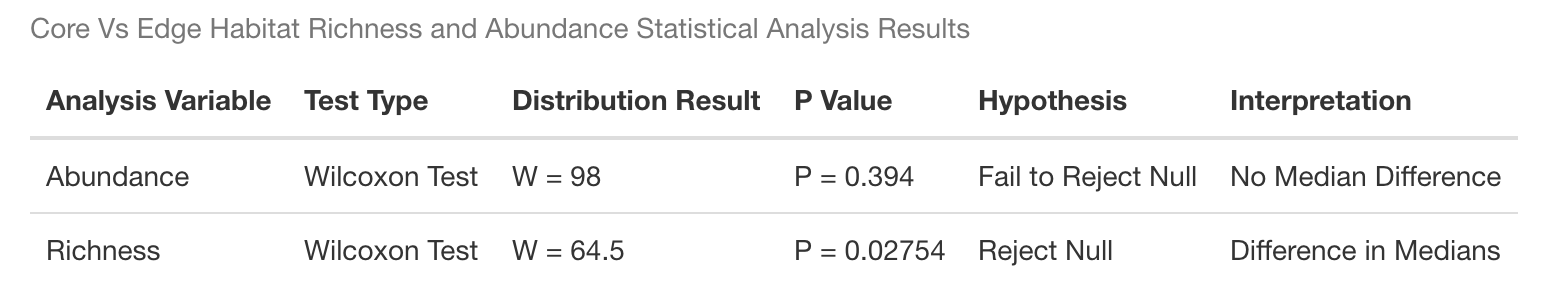 Core Vs Edge Habitat Richness and Abundance Statistical Analysis Results
Analysis Variable Test Type Distribution Result P Value Hypothesis Interpretation
Abundance Wilcoxon Test W = 98 P = 0.394 Fail to Reject Null No Median Difference
Richness Wilcoxon Test W = 64.5 P = 0.02754 Reject Null Difference in Medians